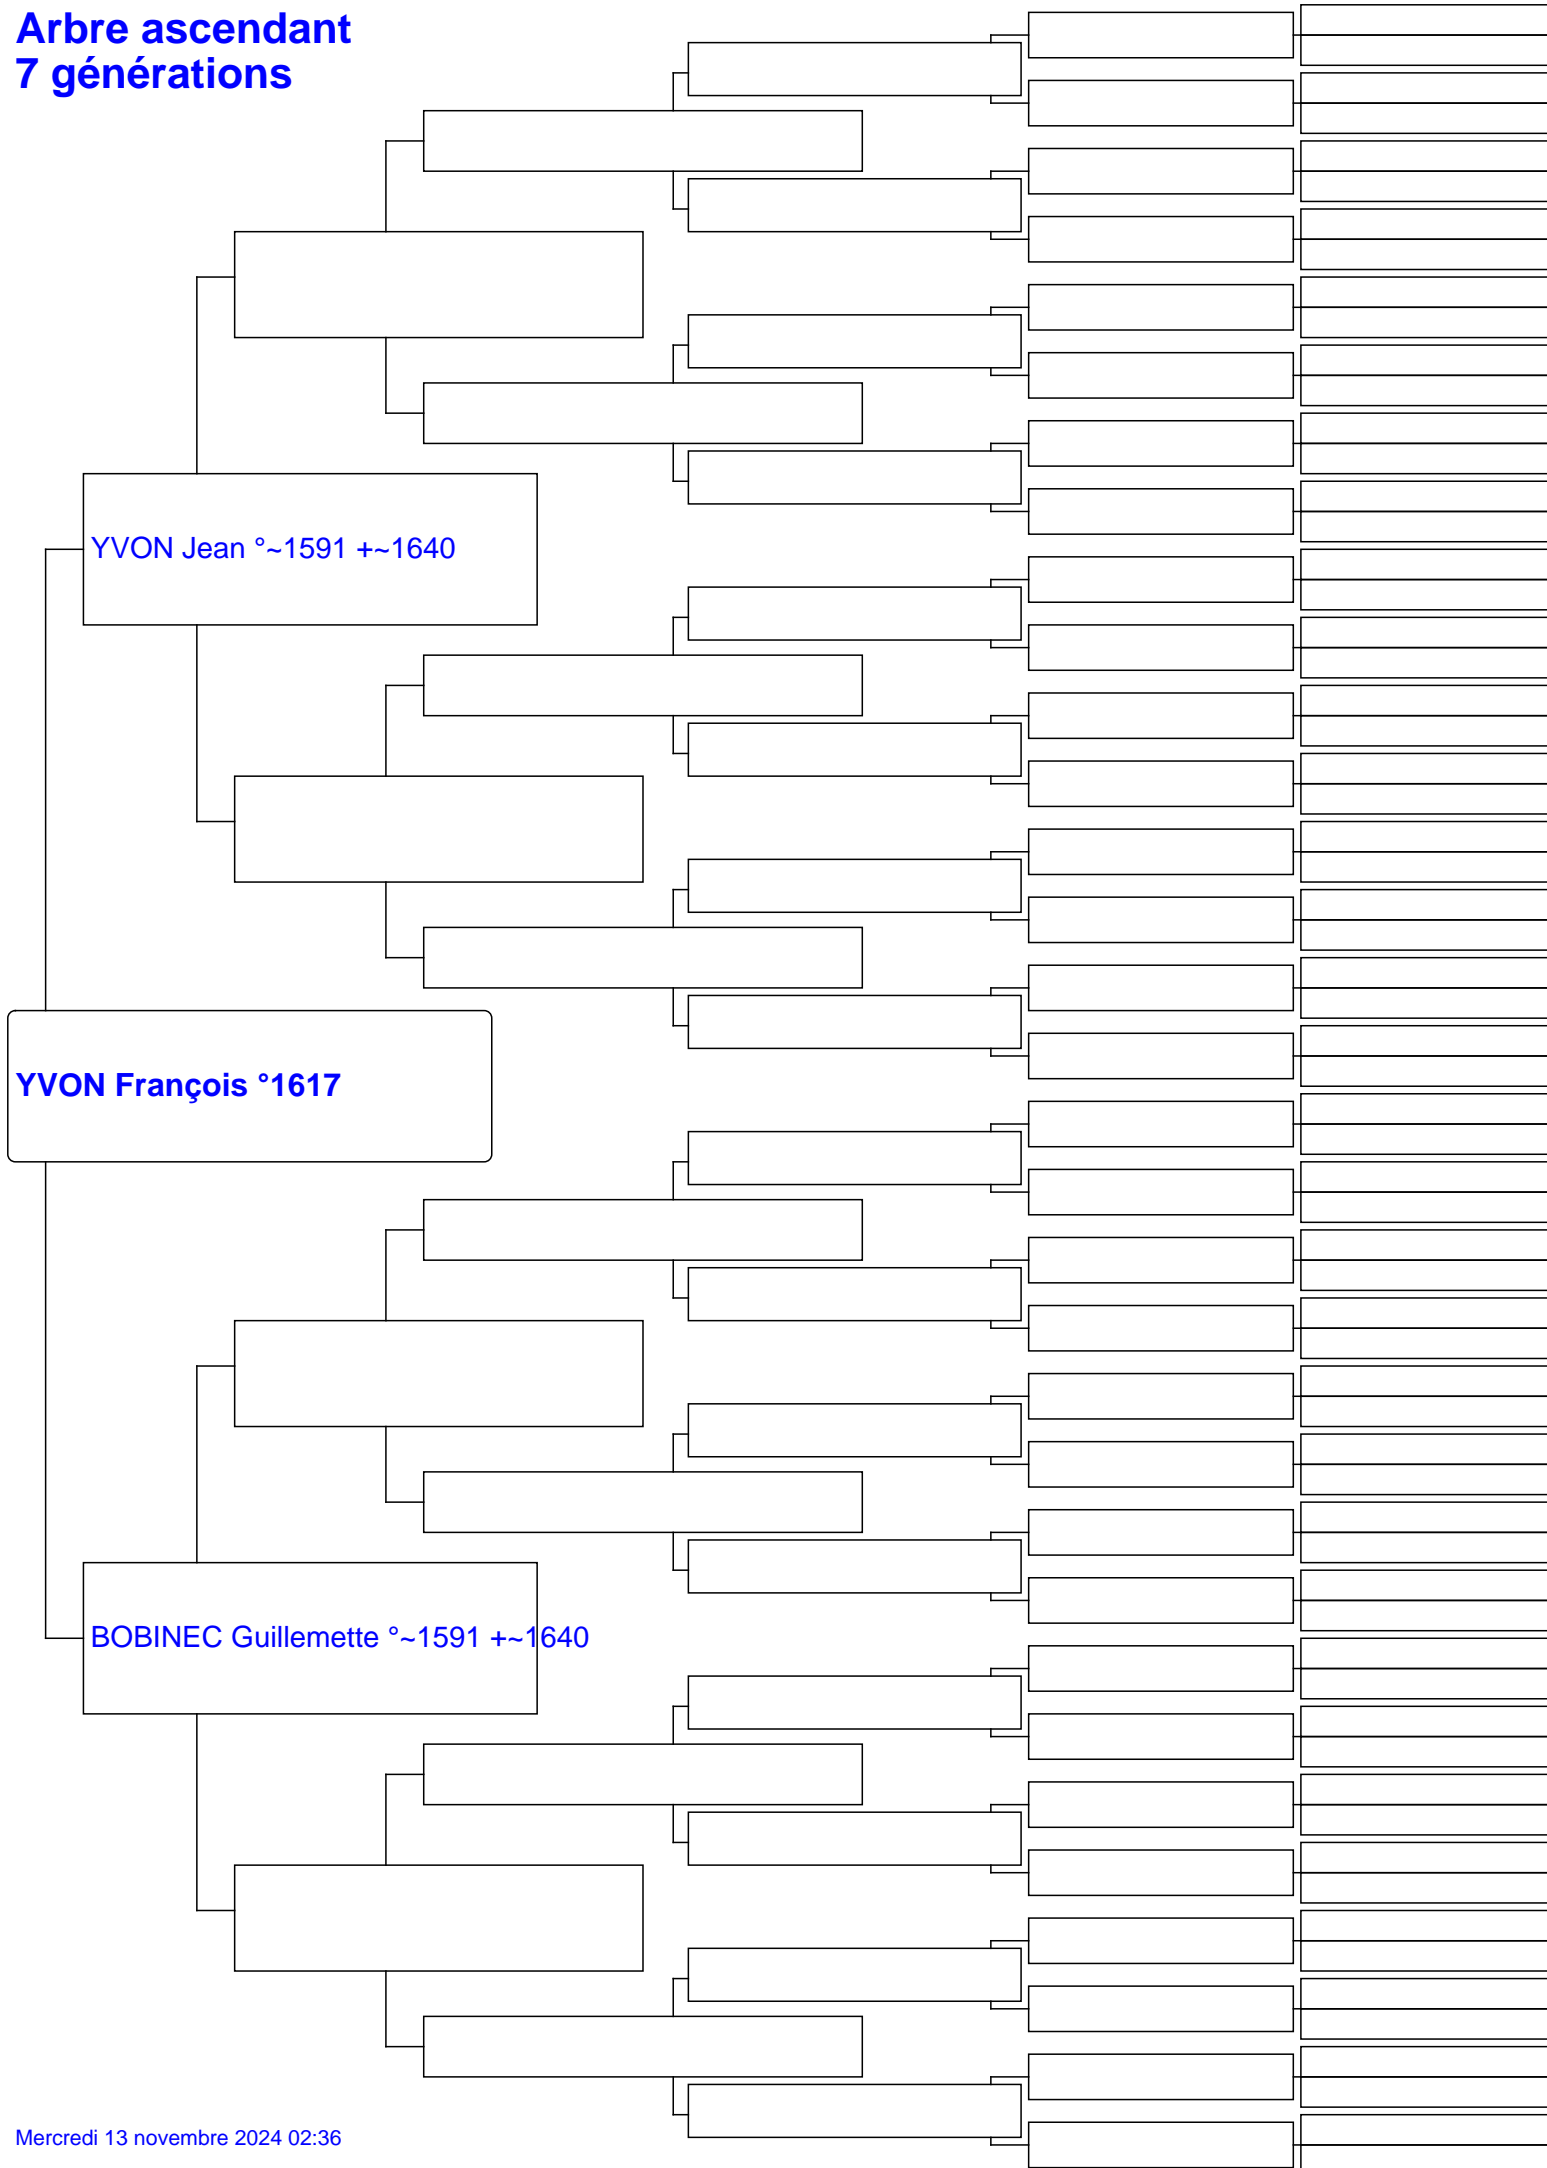 Arbre ascendant
7 générations
YVON Jean °~1591 +~1640
YVON François °1617
BOBINEC Guillemette °~1591 +~1640
Mercredi 13 novembre 2024 02:36